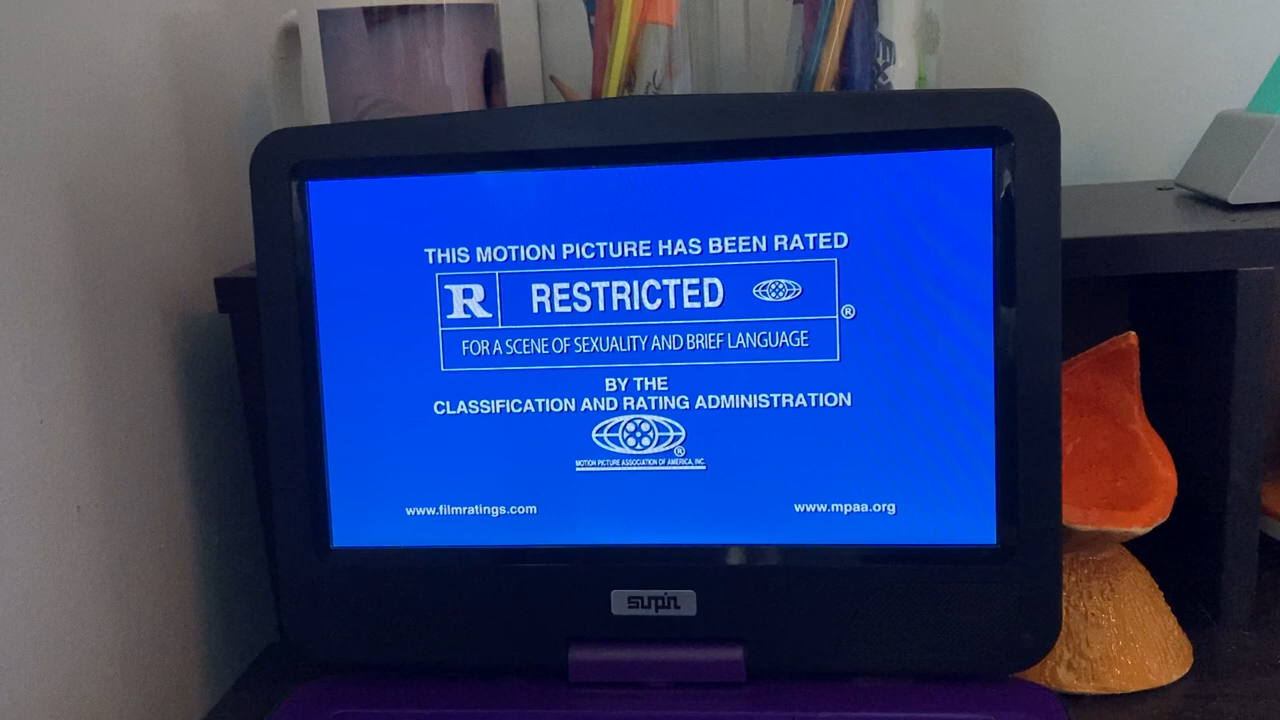 THIS MOTION PICTURE HAS BEEN RATED
R RESTRICTED ®
FOR A SCENE OF SEXUALITY AND BRIEF LANGUAGE
BY THE
CLASSIFICATION AND RATING ADMINISTRATION
®
MOTION PICTURE ASSOCIATION OF AMERICA, INC.
www.filmratings.com www.mpaa.org